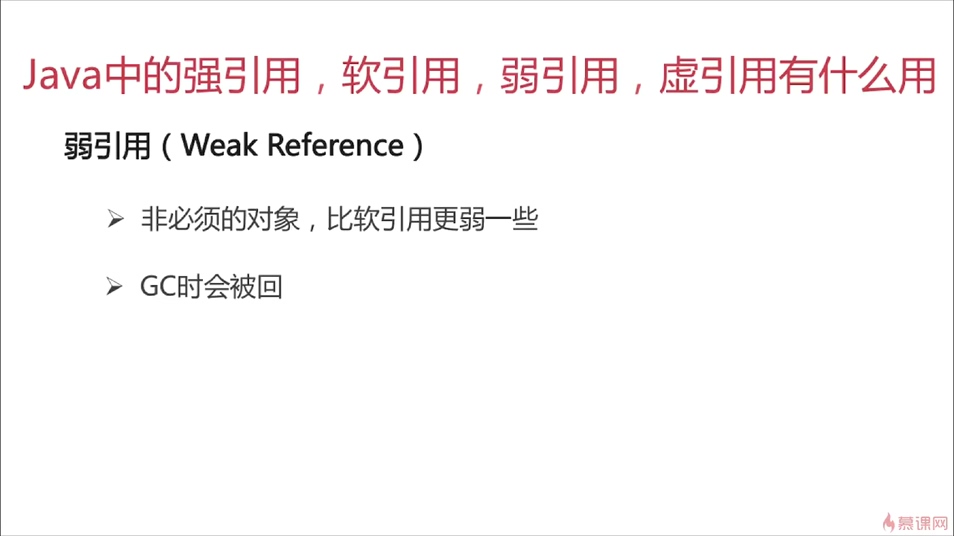 Java中的强引用，软引用，弱引用，虚引用有什么用
弱引用（Weak Reference）
➢ 非必须的对象，比软引用更弱一些
➢ GC时会被回
慕课网